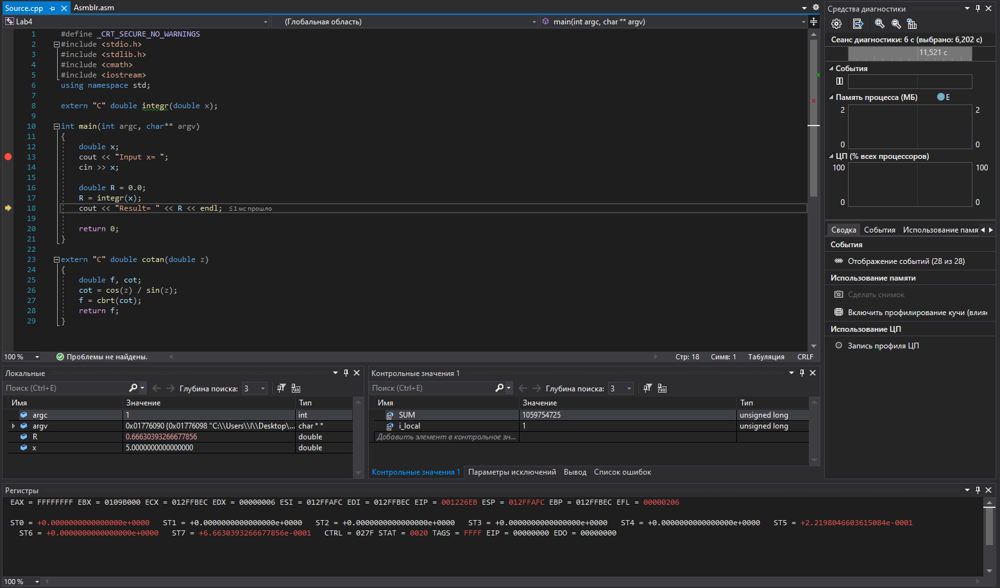 Source.cpp Asmblr.asm
Lab4 (Глобальная область) main(int argc, char ** argv)
1 #define _CRT_SECURE_NO_WARNINGS
2 #include <stdio.h>
3 #include <stdlib.h>
4 #include <cmath>
5 #include <iostream>
6 using namespace std;
7
8 extern "C" double integr(double x);
9
10 int main(int argc, char** argv)
11 {
12 double x;
13 cout << "Input x= ";
14 cin >> x;
15
16 double R = 0.0;
17 R = integr(x);
18 cout << "Result= " << R << endl; ≤ 1 мс прошло
19
20 return 0;
21 }
22
23 extern "C" double cotan(double z)
24 {
25 double f, cot;
26 cot = cos(z) / sin(z);
27 f = cbrt(cot);
28 return f;
29 }
100 % Проблемы не найдены. Стр: 18 Симв: 1 Табуляция CRLF
Средства диагностики
Сеанс диагностики: 6 с (выбрано: 6,202 с)
11,521 с
События
Память процесса (МБ) Е
2 2
0 0
ЦП (% всех процессоров)
100 100
0 0
Сводка События Использование памя
События
Отображение событий (28 из 28)
Использование памяти
Сделать снимок
Включить профилирование кучи (влияе
Использование ЦП
Запись профиля ЦП
Локальные
Поиск (Ctrl+E) Глубина поиска: 3
Имя Значение Тип
argc 1 int
argv 0x01776090 {0x01776098 "C:\\Users\\I\\Desktop\... char * *
R 0.66630393266677856 double
x 5.0000000000000000 double
Контрольные значения 1
Поиск (Ctrl+E) Глубина поиска: 3
Имя Значение Тип
SUM 1059754725 unsigned long
i_local 1 unsigned long
Добавить элемент в контрольное зн...
Контрольные значения 1 Параметры исключений Вывод Список ошибок
Регистры
EAX = FFFFFFFF EBX = 0109B000 ECX = 012FFBEC EDX = 00000006 ESI = 012FFAFC EDI = 012FFBEC EIP = 001226EB ESP = 012FFAFC EBP = 012FFBEC EFL = 00000206
ST0 = +0.0000000000000000e+0000 ST1 = +0.0000000000000000e+0000 ST2 = +0.0000000000000000e+0000 ST3 = +0.0000000000000000e+0000 ST4 = +0.0000000000000000e+0000 ST5 = +2.2198046603615084e-0001
ST6 = +0.0000000000000000e+0000 ST7 = +6.6630393266677856e-0001 CTRL = 027F STAT = 0020 TAGS = FFFF EIP = 00000000 EDO = 00000000
100 %